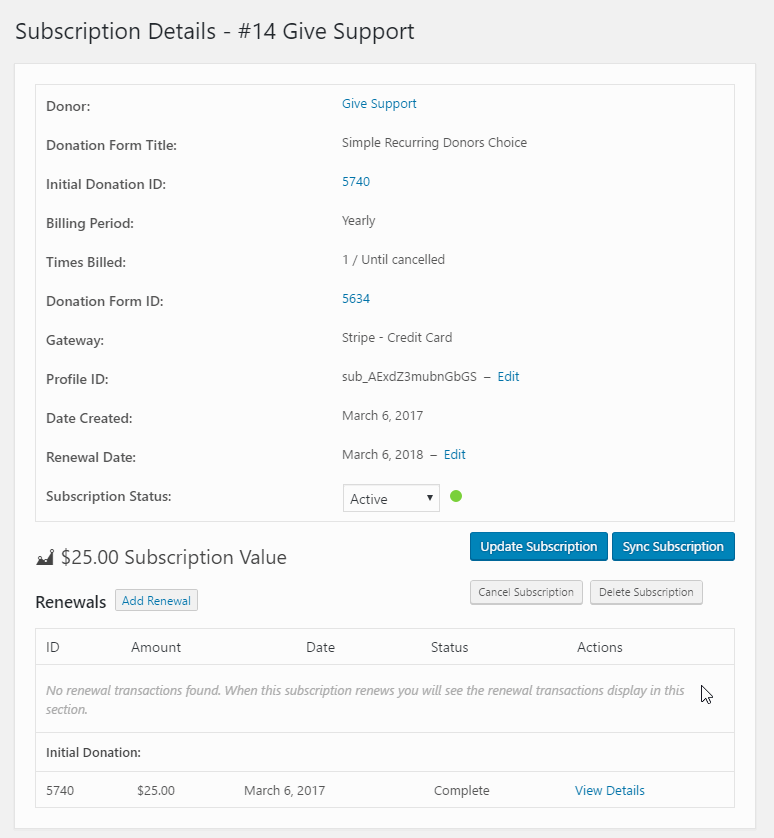 Subscription Details - #14 Give Support
Donor: Give Support
Donation Form Title: Simple Recurring Donors Choice
Initial Donation ID: 5740
Billing Period: Yearly
Times Billed: 1 / Until cancelled
Donation Form ID: 5634
Gateway: Stripe - Credit Card
Profile ID: sub_AExdZ3mubnGbGS – Edit
Date Created: March 6, 2017
Renewal Date: March 6, 2018 – Edit
Subscription Status: Active
$25.00 Subscription Value Update Subscription Sync Subscription
Renewals Add Renewal Cancel Subscription Delete Subscription
ID Amount Date Status Actions
No renewal transactions found. When this subscription renews you will see the renewal transactions display in this
section.
Initial Donation:
5740 $25.00 March 6, 2017 Complete View Details